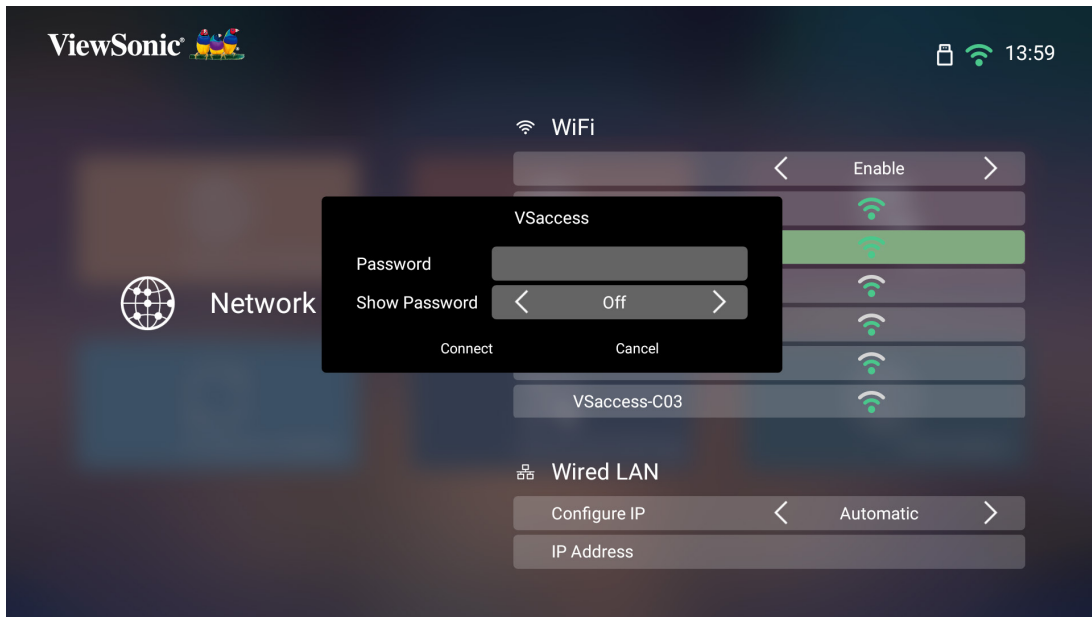 ViewSonic®
13:59
WiFi
Enable
VSaccess
Password
Show Password Off
Connect Cancel
Network
VSaccess-C03
Wired LAN
Configure IP Automatic
IP Address